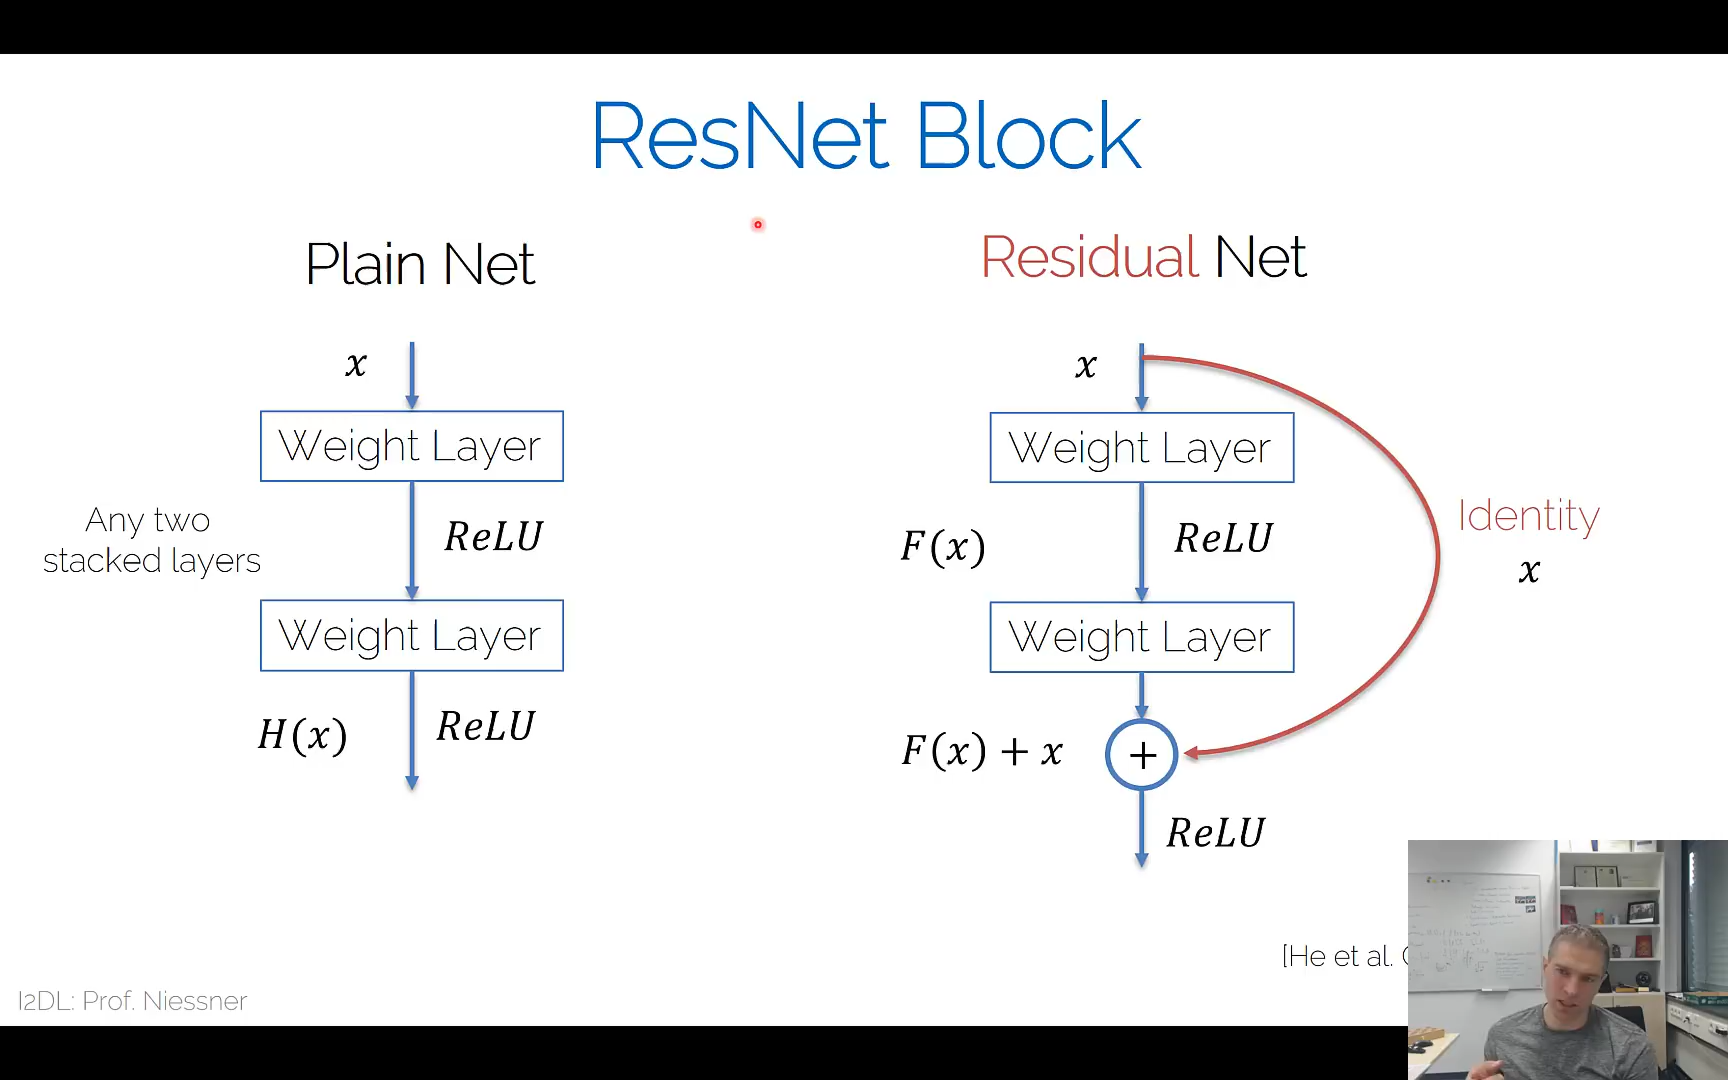 ResNet Block
Plain Net
x
Weight Layer
Any two
stacked layers
ReLU
Weight Layer
H(x)
ReLU
Residual Net
x
Weight Layer
F(x)
ReLU
Identity
x
Weight Layer
F(x) + x
+
ReLU
[He et al.
I2DL: Prof. Niessner